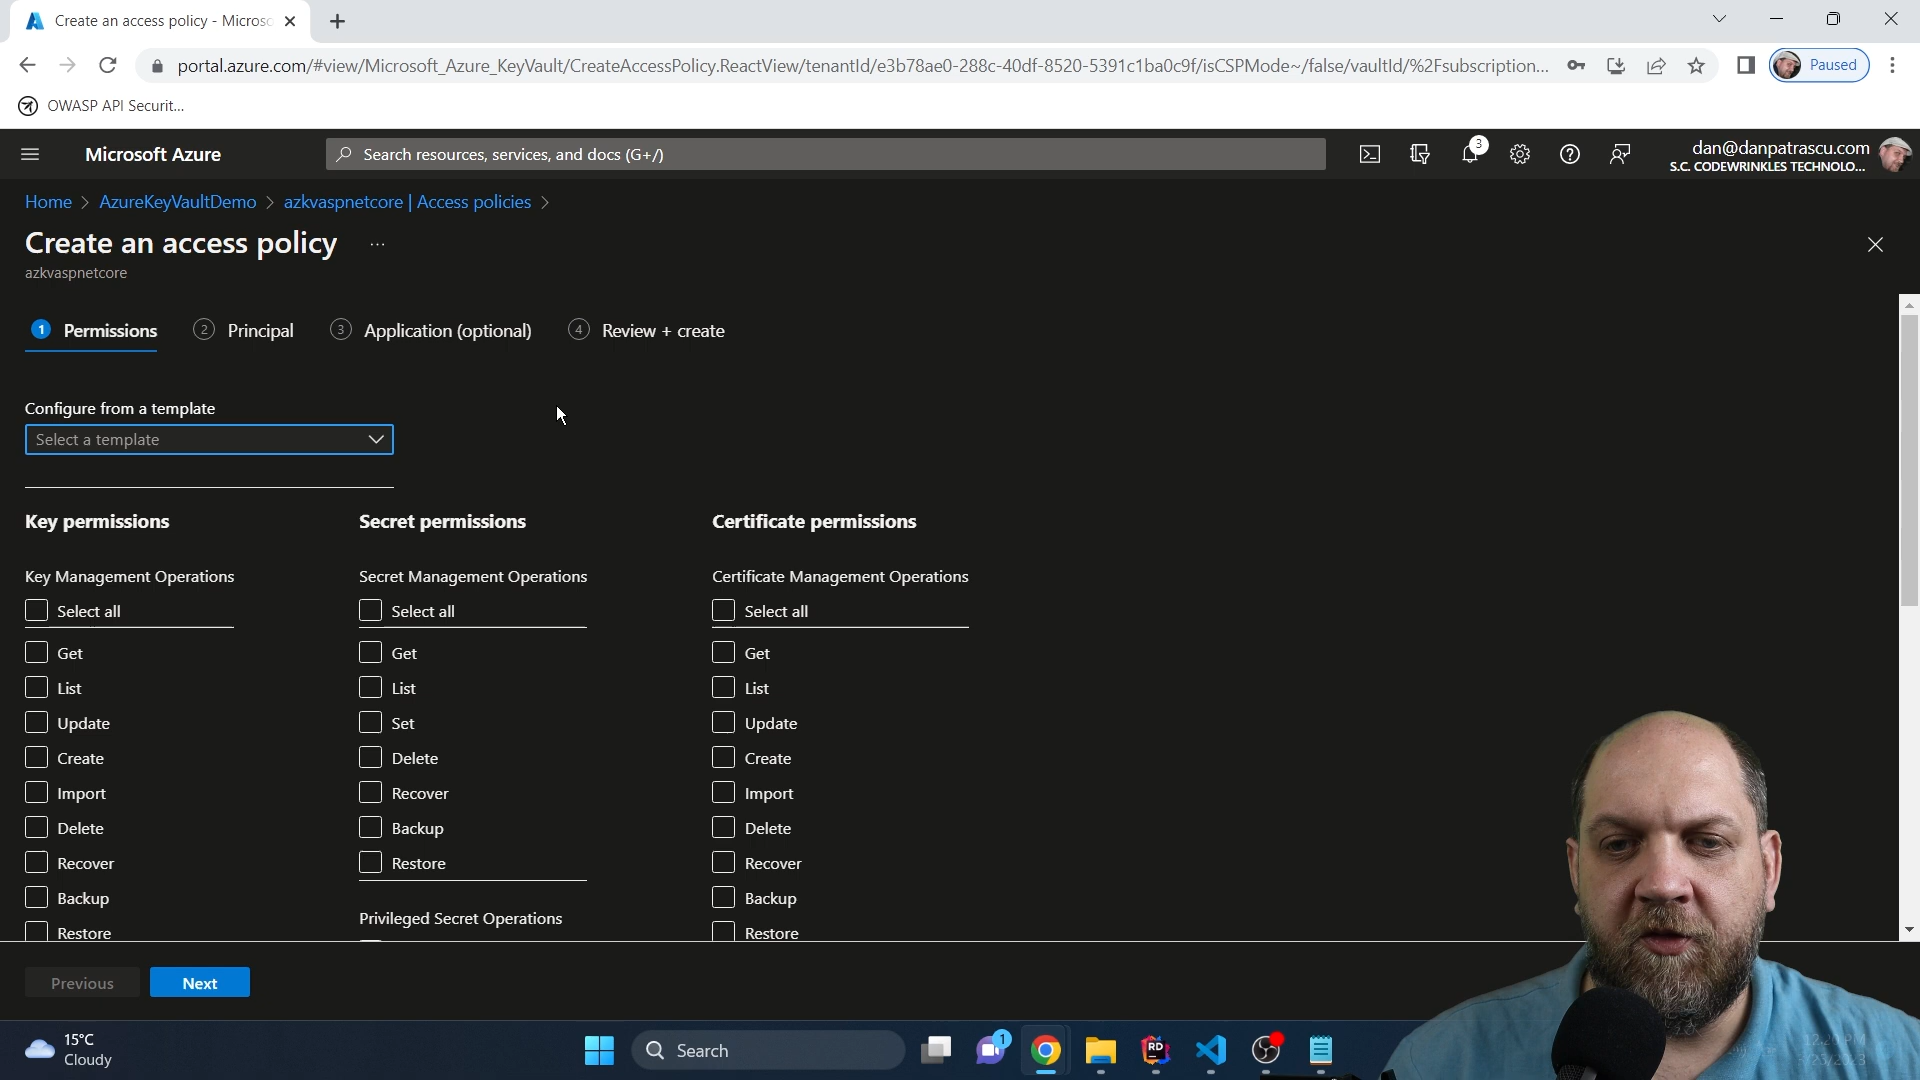 Create an access policy - Micros
portal.azure.com/#view/Microsoft_Azure_KeyVault/CreateAccessPolicy.ReactView/tenantId/e3b78ae0-288c-40df-8520-5391c1ba0c9f/isCSPMode~/false/vaultId/%2Fsubscription...
Paused
OWASP API Securit...
Microsoft Azure
Search resources, services, and docs (G+/)
3
dan@danpatrascu.com
S.C. CODEWRINKLES TECHNOLO...
Home > AzureKeyVaultDemo > azkvaspnetcore | Access policies >
Create an access policy ...
azkvaspnetcore
1 Permissions
2 Principal
3 Application (optional)
4 Review + create
Configure from a template
Select a template
Key permissions
Secret permissions
Certificate permissions
Key Management Operations
Secret Management Operations
Certificate Management Operations
Select all
Select all
Select all
Get
Get
Get
List
List
List
Update
Set
Update
Create
Delete
Create
Import
Recover
Import
Delete
Backup
Delete
Recover
Restore
Recover
Backup
Backup
Privileged Secret Operations
Restore
Restore
Previous
Next
15°C
Cloudy
Search
1
RD